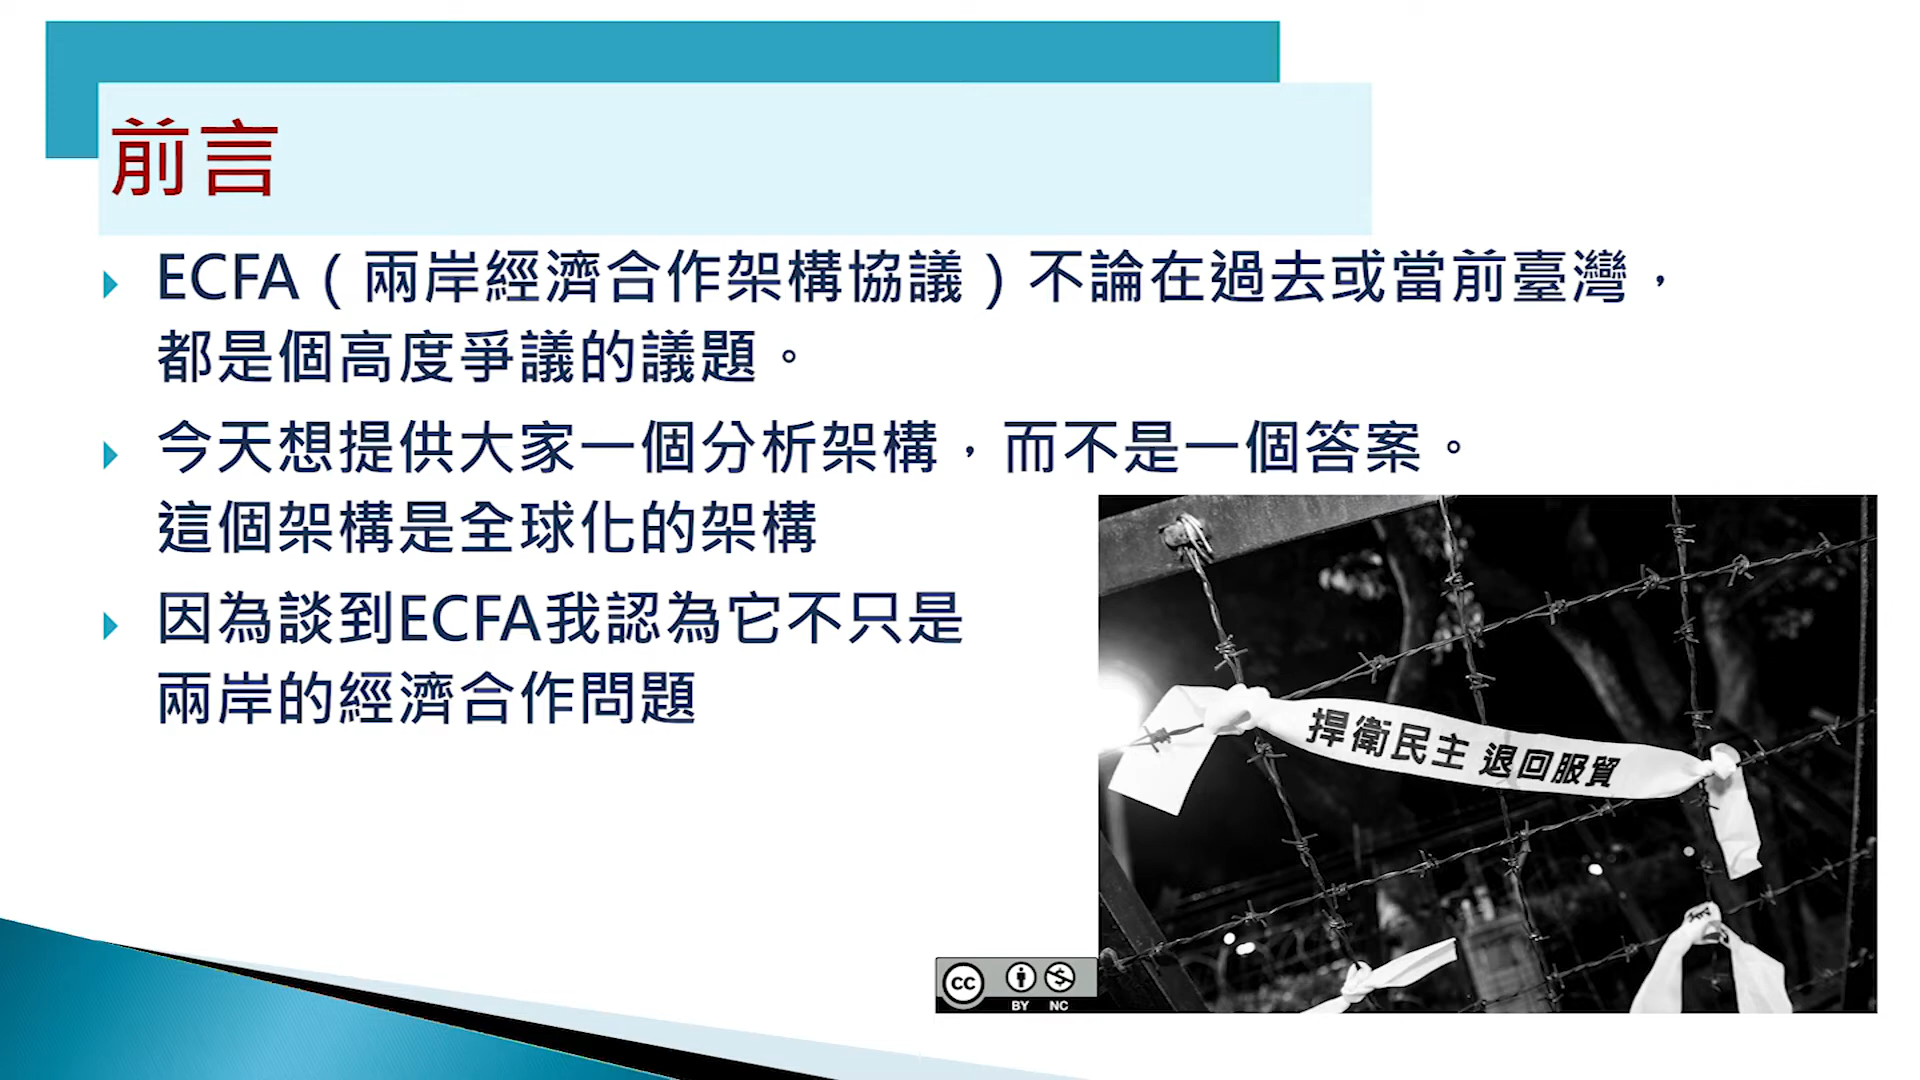 前言
ECFA（兩岸經濟合作架構協議）不論在過去或當前臺灣，
都是個高度爭議的議題。
今天想提供大家一個分析架構，而不是一個答案。
這個架構是全球化的架構
因為談到ECFA我認為它不只是
兩岸的經濟合作問題
捍衛民主 退回服貿
CC BY NC